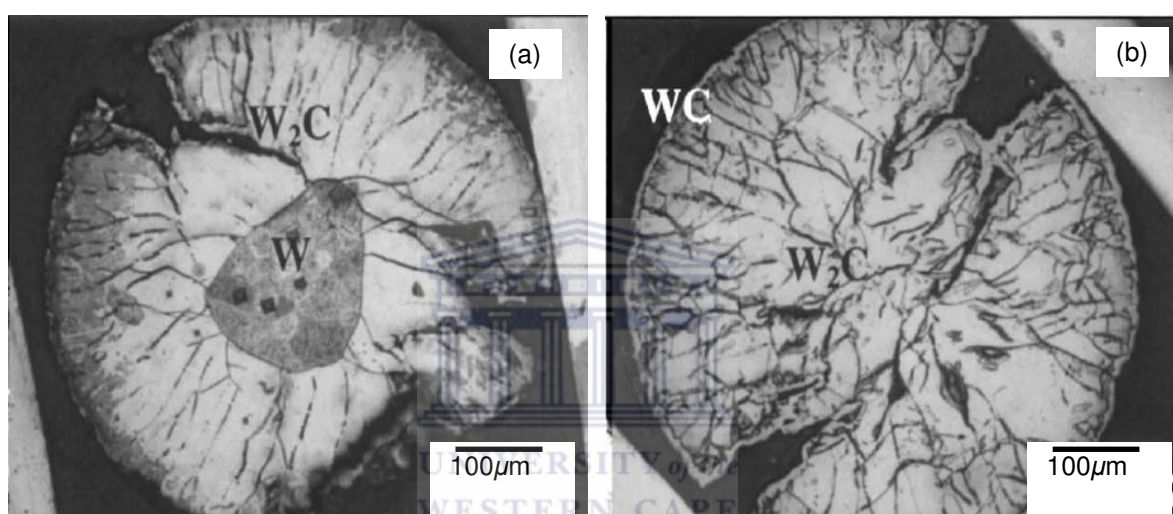 (a)
W₂C
W
100µm
(b)
WC
W₂C
100µm
UNIVERSITY of the
WESTERN CAPE